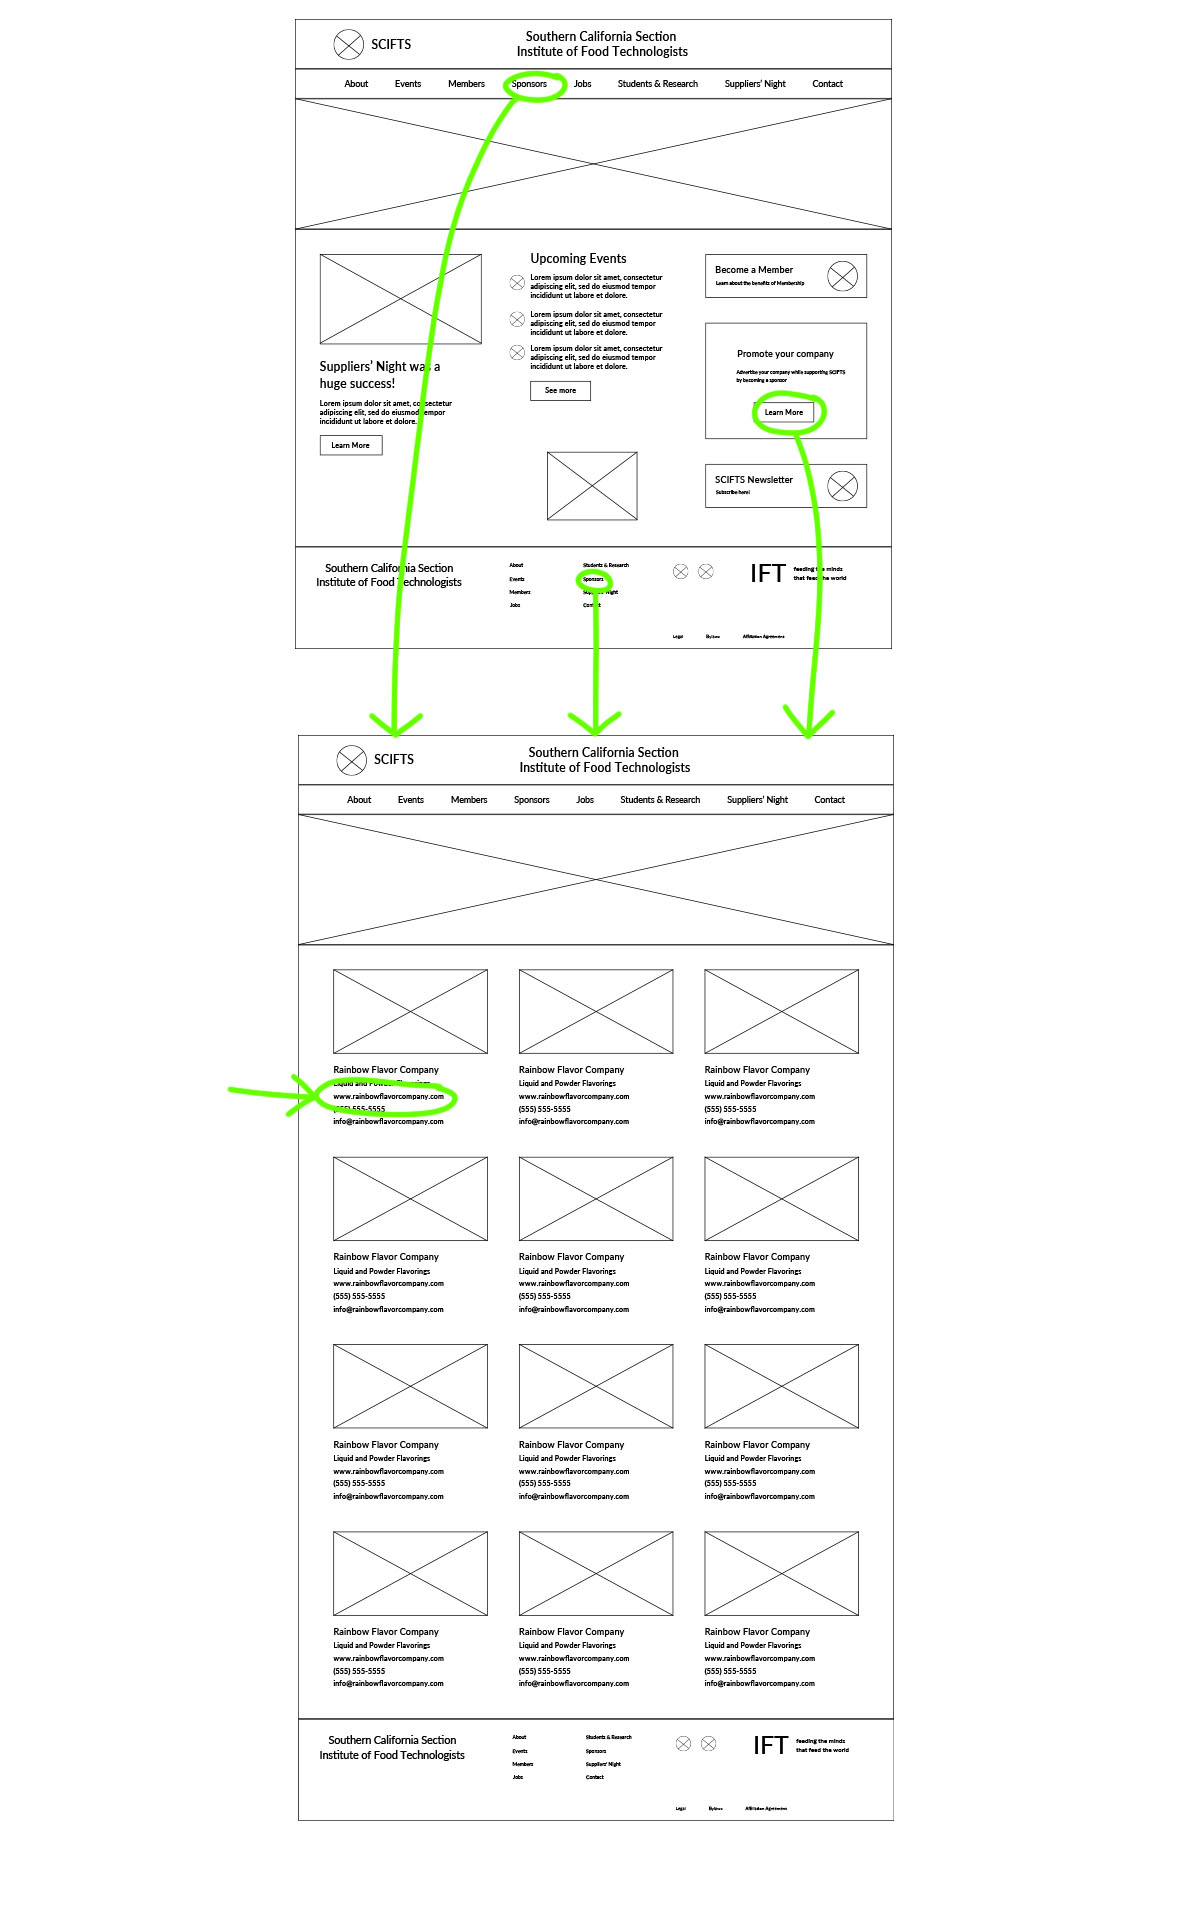 SCIFTS
Southern California Section
Institute of Food Technologists
About Events Members Sponsors Jobs Students & Research Suppliers' Night Contact
Suppliers' Night was a
huge success!
Lorem ipsum dolor sit amet, consectetur
adipiscing elit, sed do eiusmod tempor
incididunt ut labore et dolore.
Learn More
Upcoming Events
Lorem ipsum dolor sit amet, consectetur
adipiscing elit, sed do eiusmod tempor
incididunt ut labore et dolore.
Lorem ipsum dolor sit amet, consectetur
adipiscing elit, sed do eiusmod tempor
incididunt ut labore et dolore.
Lorem ipsum dolor sit amet, consectetur
adipiscing elit, sed do eiusmod tempor
incididunt ut labore et dolore.
See more
Become a Member
Learn about the benefits of Membership
Promote your company
Advertise your company while supporting SCIFTS
by becoming a sponsor
Learn More
SCIFTS Newsletter
Subscribe here!
Southern California Section
Institute of Food Technologists
About
Events
Members
Jobs
Students & Research
Sponsors
Suppliers' Night
Contact
IFT
feeding the minds
that feed the world
Legal Bylaws Affiliation Agreement
SCIFTS
Southern California Section
Institute of Food Technologists
About Events Members Sponsors Jobs Students & Research Suppliers' Night Contact
Rainbow Flavor Company
Liquid and Powder Flavorings
www.rainbowflavorcompany.com
(555) 555-5555
info@rainbowflavorcompany.com
Rainbow Flavor Company
Liquid and Powder Flavorings
www.rainbowflavorcompany.com
(555) 555-5555
info@rainbowflavorcompany.com
Rainbow Flavor Company
Liquid and Powder Flavorings
www.rainbowflavorcompany.com
(555) 555-5555
info@rainbowflavorcompany.com
Rainbow Flavor Company
Liquid and Powder Flavorings
www.rainbowflavorcompany.com
(555) 555-5555
info@rainbowflavorcompany.com
Rainbow Flavor Company
Liquid and Powder Flavorings
www.rainbowflavorcompany.com
(555) 555-5555
info@rainbowflavorcompany.com
Rainbow Flavor Company
Liquid and Powder Flavorings
www.rainbowflavorcompany.com
(555) 555-5555
info@rainbowflavorcompany.com
Rainbow Flavor Company
Liquid and Powder Flavorings
www.rainbowflavorcompany.com
(555) 555-5555
info@rainbowflavorcompany.com
Rainbow Flavor Company
Liquid and Powder Flavorings
www.rainbowflavorcompany.com
(555) 555-5555
info@rainbowflavorcompany.com
Rainbow Flavor Company
Liquid and Powder Flavorings
www.rainbowflavorcompany.com
(555) 555-5555
info@rainbowflavorcompany.com
Rainbow Flavor Company
Liquid and Powder Flavorings
www.rainbowflavorcompany.com
(555) 555-5555
info@rainbowflavorcompany.com
Rainbow Flavor Company
Liquid and Powder Flavorings
www.rainbowflavorcompany.com
(555) 555-5555
info@rainbowflavorcompany.com
Rainbow Flavor Company
Liquid and Powder Flavorings
www.rainbowflavorcompany.com
(555) 555-5555
info@rainbowflavorcompany.com
Southern California Section
Institute of Food Technologists
About
Events
Members
Jobs
Students & Research
Sponsors
Suppliers' Night
Contact
IFT
feeding the minds
that feed the world
Legal Bylaws Affiliation Agreement